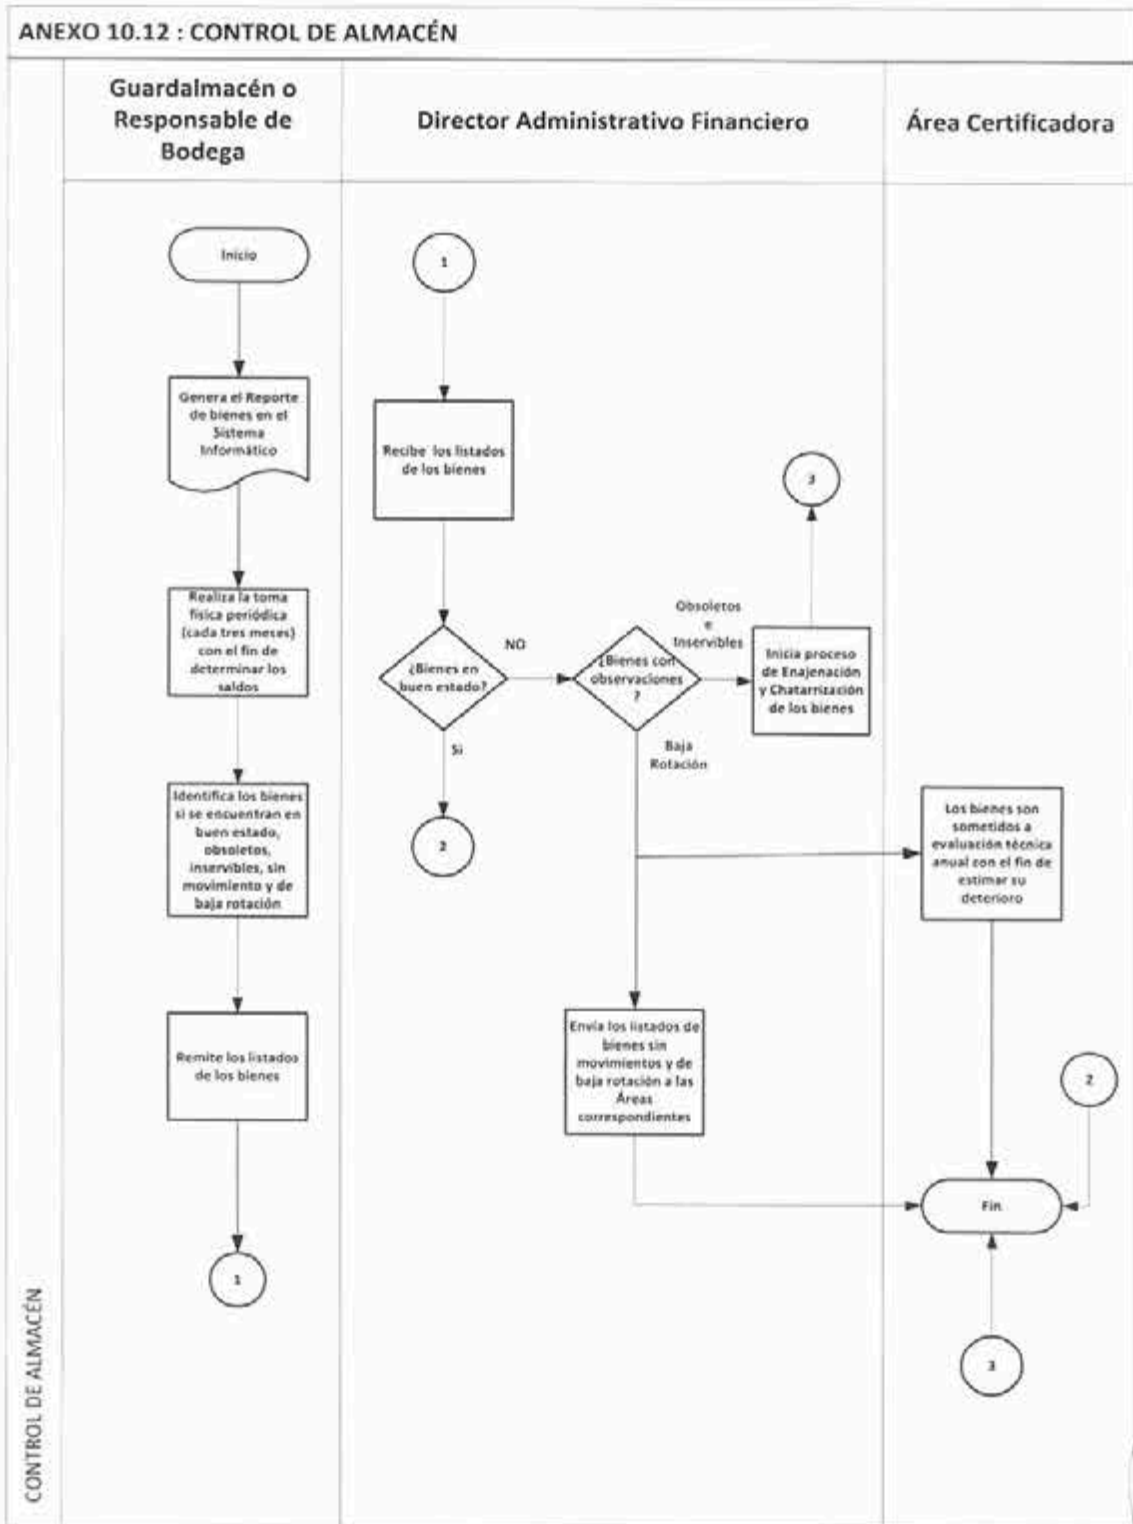 ANEXO 10.12 : CONTROL DE ALMACÉN
Guardalmacén o
Responsable de
Bodega
Director Administrativo Financiero
Área Certificadora
Inicio
Genera el Reporte
de bienes en el
Sistema
Informático
Realiza la toma
física periódica
(cada tres meses)
con el fin de
determinar los
saldos
Identifica los bienes
si se encuentran en
buen estado,
obsoletos,
inservibles, sin
movimiento y de
baja rotación
Remite los listados
de los bienes
1
1
Recibe los listados
de los bienes
¿Bienes en
buen estado?
NO
Si
2
¿Bienes con
observaciones
?
Obsoletos
e
Inservibles
Inicia proceso
de Enajenación
y Chatarrización
de los bienes
3
Baja
Rotación
Envía los listados de
bienes sin
movimientos y de
baja rotación a las
Áreas
correspondientes
Los bienes son
sometidos a
evaluación técnica
anual con el fin de
estimar su
deterioro
2
Fin
3
CONTROL DE ALMACÉN